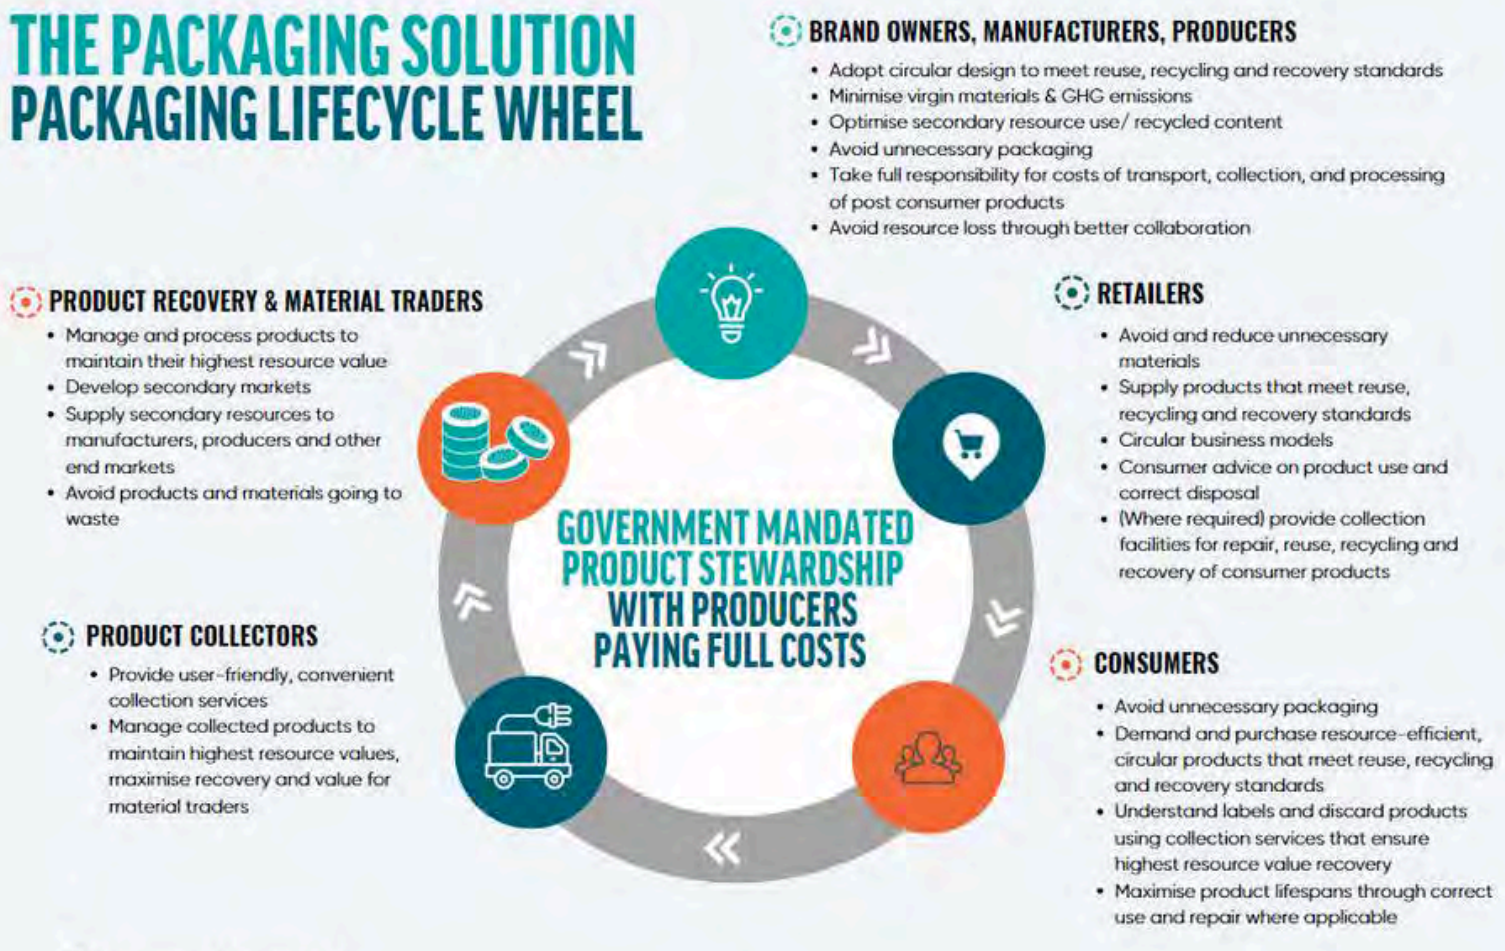 THE PACKAGING SOLUTION
PACKAGING LIFECYCLE WHEEL
BRAND OWNERS, MANUFACTURERS, PRODUCERS
• Adopt circular design to meet reuse, recycling and recovery standards
• Minimise virgin materials & GHG emissions
• Optimise secondary resource use/ recycled content
• Avoid unnecessary packaging
• Take full responsibility for costs of transport, collection, and processing
of post consumer products
• Avoid resource loss through better collaboration
RETAILERS
• Avoid and reduce unnecessary
materials
• Supply products that meet reuse,
recycling and recovery standards
• Circular business models
• Consumer advice on product use and
correct disposal
• (Where required) provide collection
facilities for repair, reuse, recycling and
recovery of consumer products
CONSUMERS
• Avoid unnecessary packaging
• Demand and purchase resource-efficient,
circular products that meet reuse, recycling
and recovery standards
• Understand labels and discard products
using collection services that ensure
highest resource value recovery
• Maximise product lifespans through correct
use and repair where applicable
PRODUCT COLLECTORS
• Provide user-friendly, convenient
collection services
• Manage collected products to
maintain highest resource values,
maximise recovery and value for
material traders
PRODUCT RECOVERY & MATERIAL TRADERS
• Manage and process products to
maintain their highest resource value
• Develop secondary markets
• Supply secondary resources to
manufacturers, producers and other
end markets
• Avoid products and materials going to
waste
GOVERNMENT MANDATED
PRODUCT STEWARDSHIP
WITH PRODUCERS
PAYING FULL COSTS